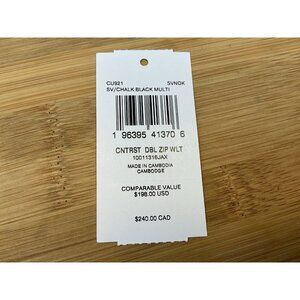 CU921 SVNOK
SV/CHALK BLACK MULTI
1 96395 41370 6
CNTRST DBL ZIP WLT
10011316JAX
MADE IN CAMBODIA
CAMBODGE
COMPARABLE VALUE
$198.00 USD
$240.00 CAD